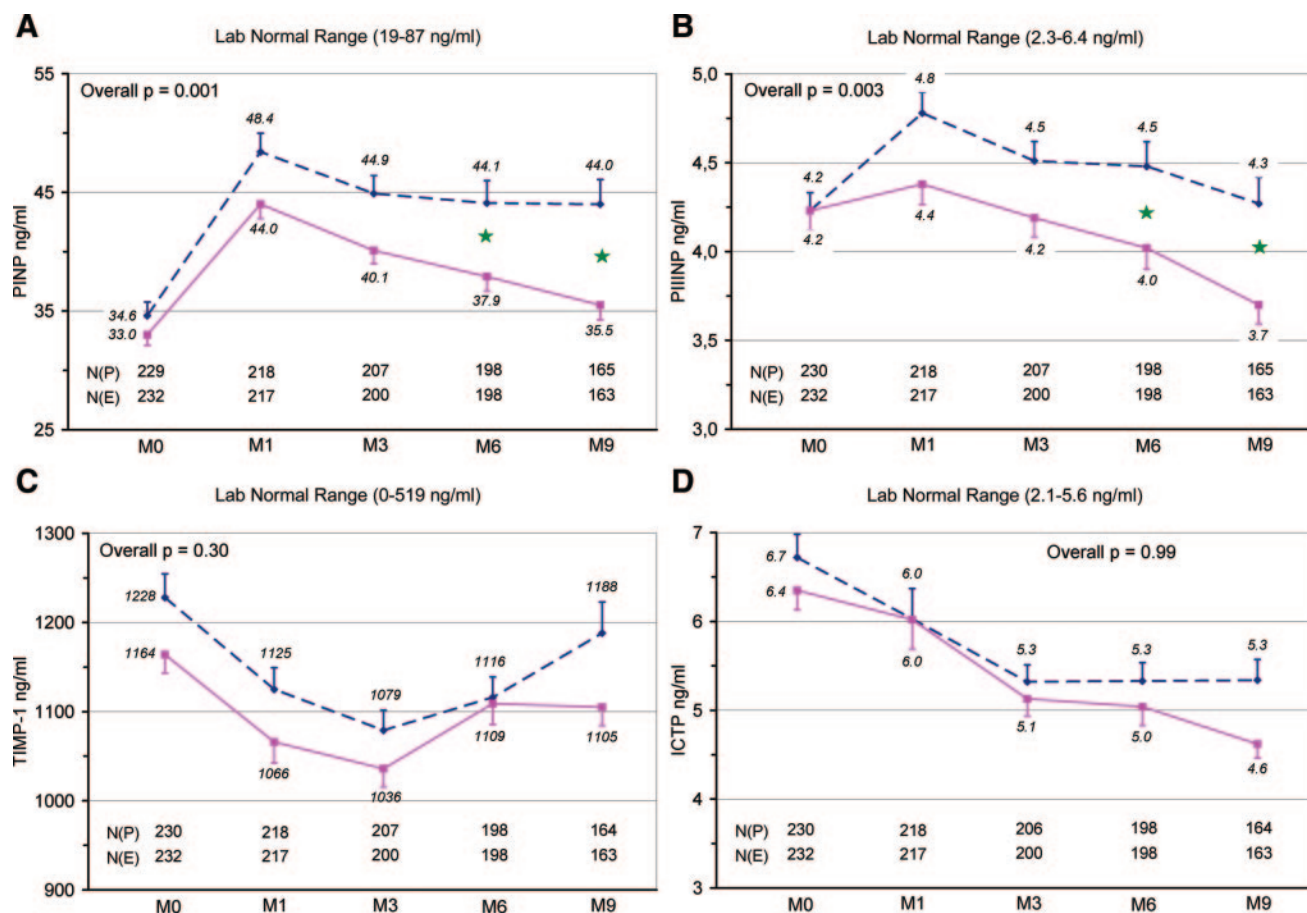 A
Lab Normal Range (19-87 ng/ml)
55
Overall p = 0.001
48.4
44.9
44.1
44.0
45
44.0
40.1
37.9
35.5
35
34.6
33.0
PINP ng/ml
N(P) 229 218 207 198 165
N(E) 232 217 200 198 163
25
M0 M1 M3 M6 M9
B
Lab Normal Range (2.3-6.4 ng/ml)
5,0
Overall p = 0.003
4.8
4.5
4.5
4.3
4,5
4.2
4.4
4.2
4.2
4.0
3.7
4,0
3,5
PIIINP ng/ml
N(P) 230 218 207 198 165
N(E) 232 217 200 198 163
3,0
M0 M1 M3 M6 M9
C
Lab Normal Range (0-519 ng/ml)
1300
Overall p = 0.30
1228
1125
1079
1116
1188
1200
1164
1066
1036
1109
1105
1100
1000
TIMP-1 ng/ml
N(P) 230 218 207 198 164
N(E) 232 217 200 198 163
900
M0 M1 M3 M6 M9
D
Lab Normal Range (2.1-5.6 ng/ml)
7
Overall p = 0.99
6.7
6.0
5.3
5.3
5.3
6
6.4
6.0
5.1
5.0
4.6
5
4
ICTP ng/ml
N(P) 230 218 206 198 164
N(E) 232 217 200 198 163
3
M0 M1 M3 M6 M9